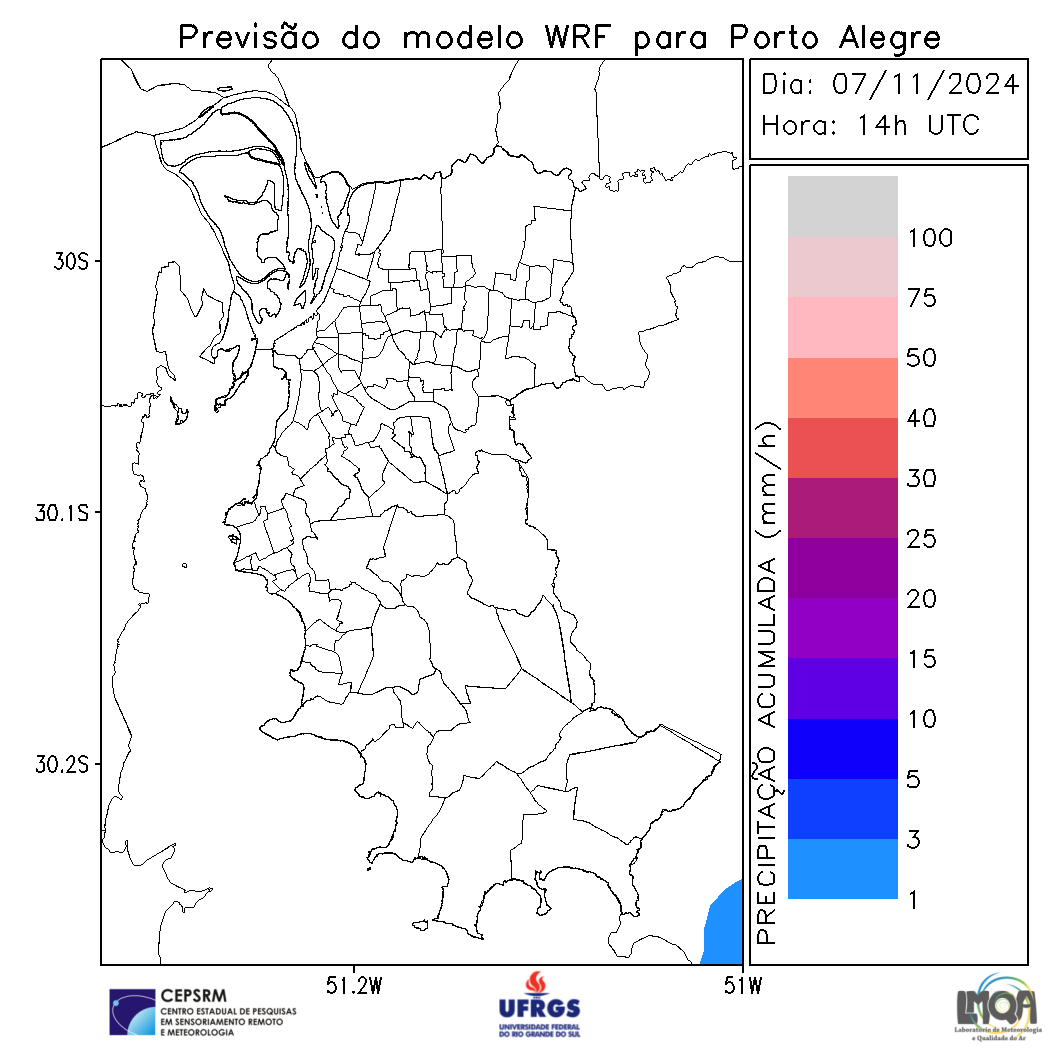 Previsão do modelo WRF para Porto Alegre
Dia: 07/11/2024
Hora: 14h UTC
30S
30.1S
30.2S
51.2W
51W
PRECIPITAÇÃO ACUMULADA (mm/h)
100
75
50
40
30
25
20
15
10
5
3
1
CEPSRM
CENTRO ESTADUAL DE PESQUISAS
EM SENSORIAMENTO REMOTO
E METEOROLOGIA
UFRGS
UNIVERSIDADE FEDERAL
DO RIO GRANDE DO SUL
LMQA
Laboratório de Meteorologia
e Qualidade do Ar